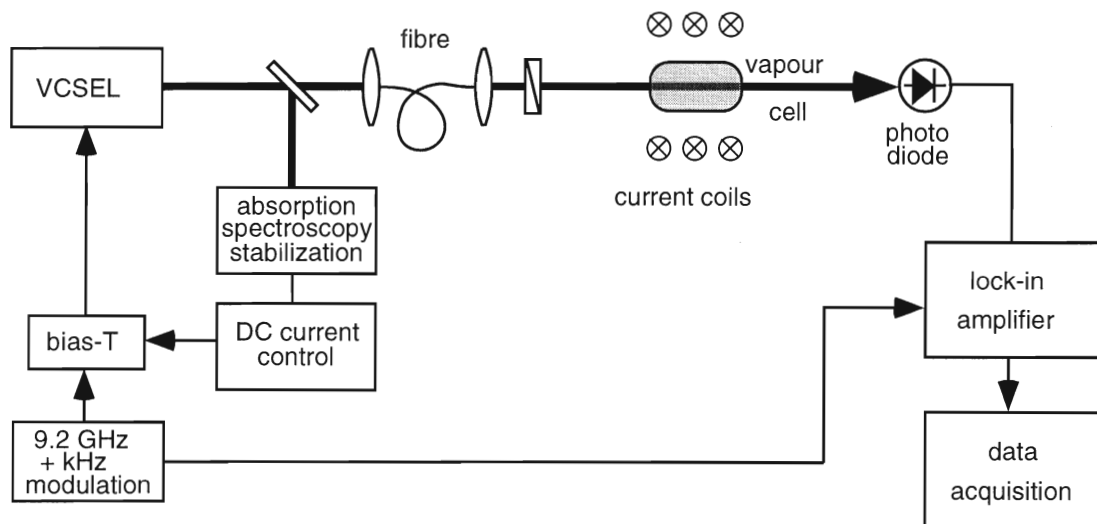 VCSEL
fibre
vapour
cell
photo
diode
current coils
absorption
spectroscopy
stabilization
DC current
control
bias-T
9.2 GHz
+ kHz
modulation
lock-in
amplifier
data
acquisition